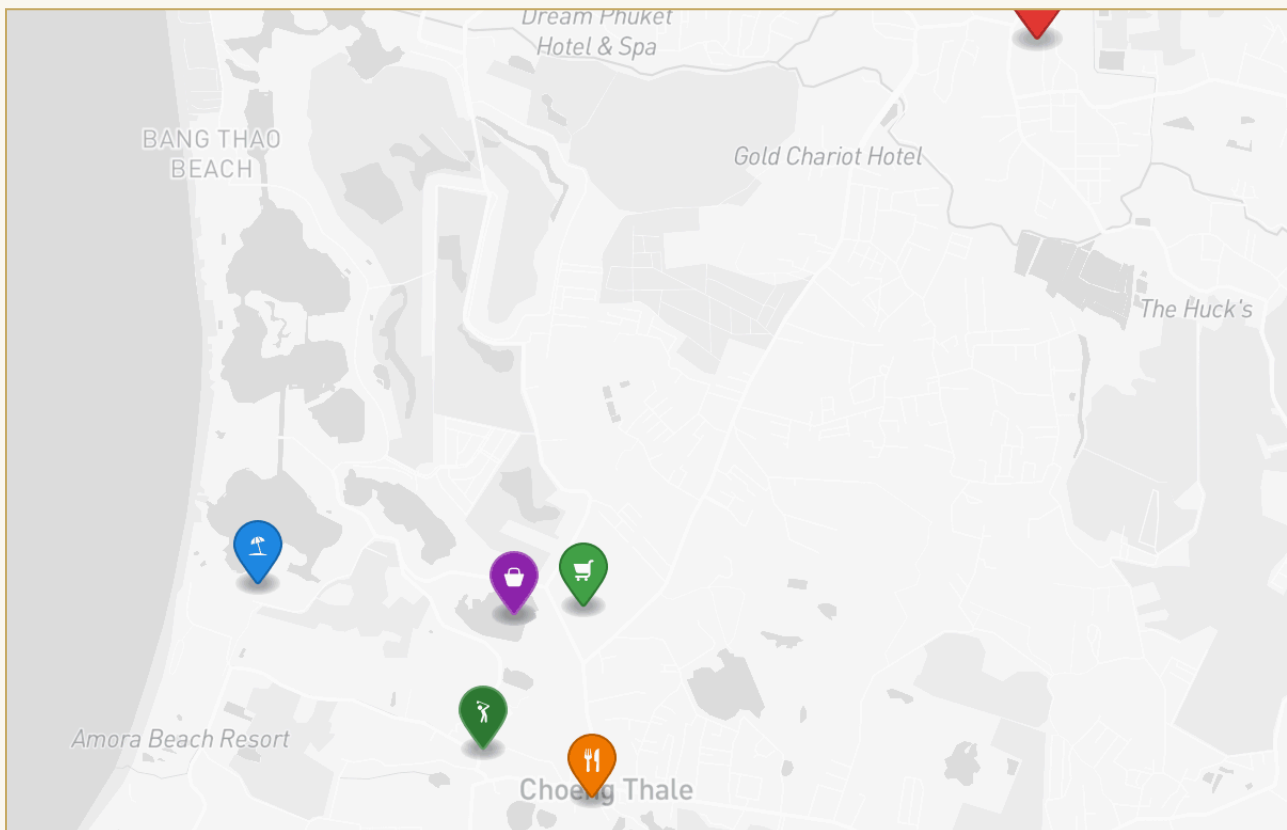 Dream Phuket
Hotel & Spa
BANG THAO
BEACH
Gold Chariot Hotel
The Huck's
Amora Beach Resort
Choeng Thale